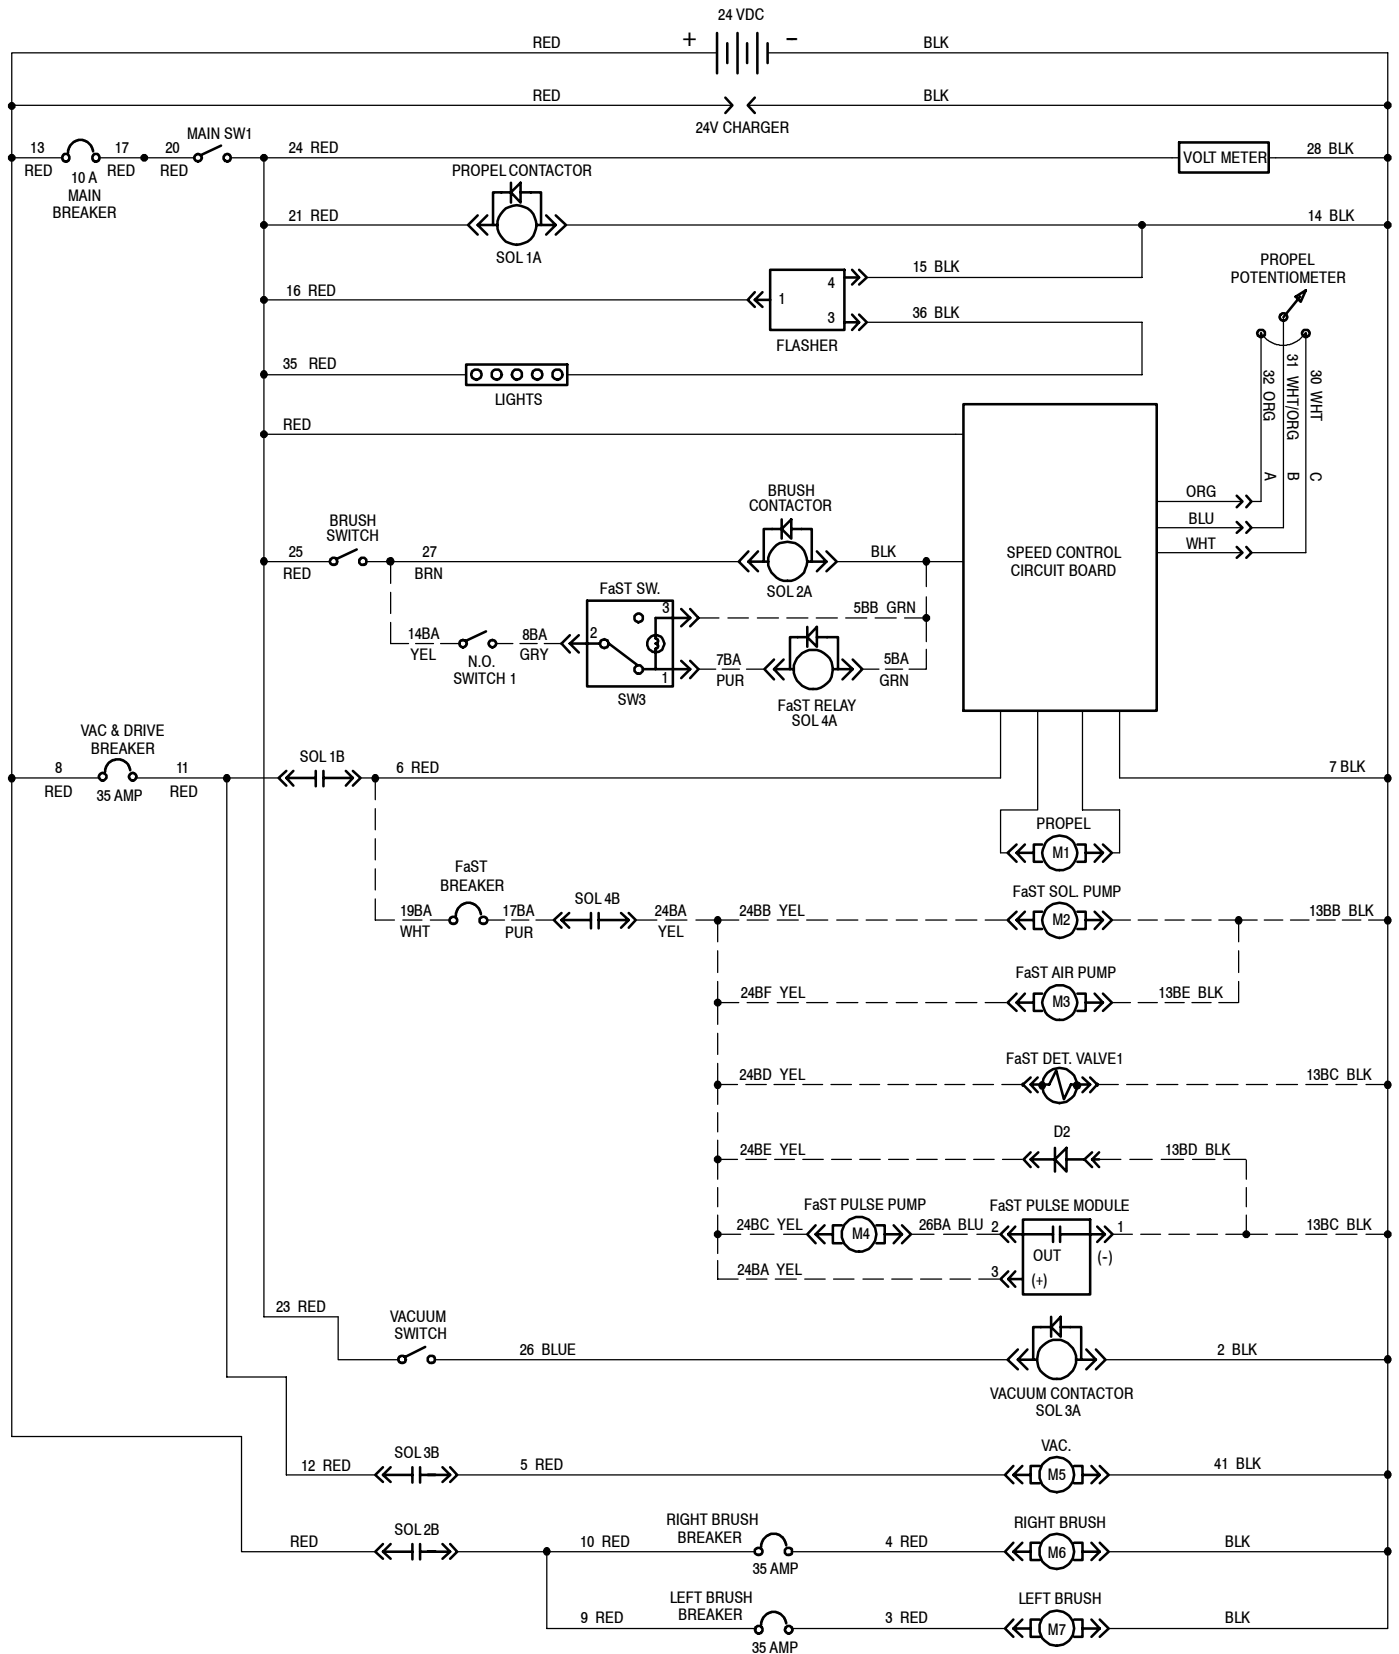 24 VDC
RED + − BLK
RED BLK
24V CHARGER
MAIN SW1
13 17 20 24 RED VOLT METER 28 BLK
RED RED RED
10 A
MAIN
BREAKER
PROPEL CONTACTOR
21 RED 14 BLK
SOL 1A
PROPEL
POTENTIOMETER
15 BLK
4
16 RED 1
3 36 BLK
FLASHER
35 RED
LIGHTS
32 ORG
31 WHT/ORG
30 WHT
A
B
C
RED
ORG
BLU
WHT
SPEED CONTROL
CIRCUIT BOARD
BRUSH
CONTACTOR
BRUSH
SWITCH
25 27 BLK
RED BRN
SOL 2A
FaST SW.
3 5BB GRN
14BA 8BA 2
YEL GRY
N.O.
SWITCH 1
1 7BA 5BA
PUR GRN
SW3
FaST RELAY
SOL 4A
VAC & DRIVE
BREAKER
SOL 1B
8 11 6 RED 7 BLK
RED RED
35 AMP
PROPEL
M1
FaST
BREAKER
SOL 4B
FaST SOL. PUMP
19BA 17BA 24BA 24BB YEL M2 13BB BLK
WHT PUR YEL
FaST AIR PUMP
24BF YEL M3 13BE BLK
FaST DET. VALVE1
24BD YEL 13BC BLK
D2
24BE YEL 13BD BLK
FaST PULSE PUMP FaST PULSE MODULE
24BC YEL M4 26BA BLU 2 1 13BC BLK
OUT (-)
24BA YEL 3 (+)
23 RED
VACUUM
SWITCH
26 BLUE 2 BLK
VACUUM CONTACTOR
SOL 3A
SOL 3B VAC.
12 RED 5 RED M5 41 BLK
SOL 2B
RIGHT BRUSH
BREAKER
RIGHT BRUSH
RED 10 RED 4 RED M6 BLK
35 AMP
LEFT BRUSH
BREAKER
LEFT BRUSH
9 RED 3 RED M7 BLK
35 AMP